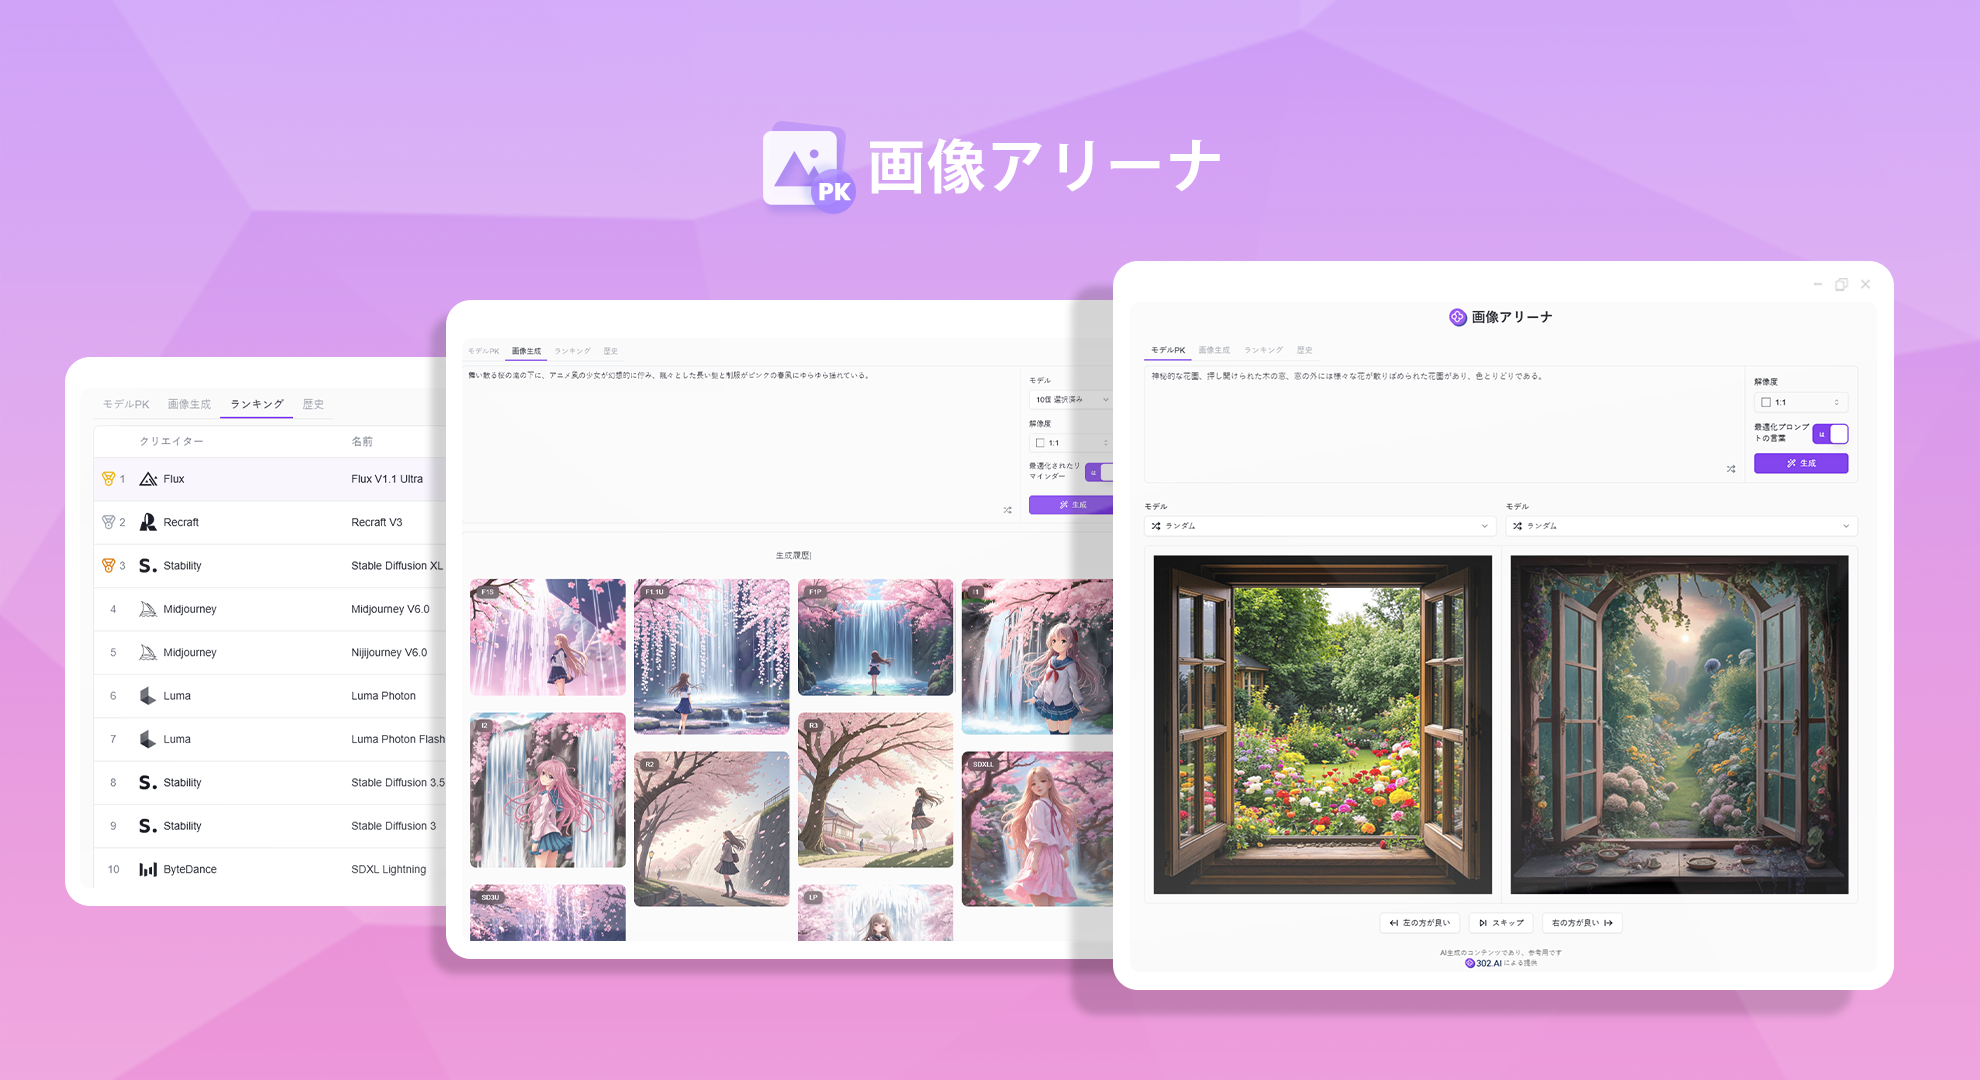 PK
画像アリーナ
モデルPK 画像生成 ランキング 歴史
クリエイター 名前
1 Flux Flux V1.1 Ultra
2 Recraft Recraft V3
3 S. Stability Stable Diffusion XL
4 Midjourney Midjourney V6.0
5 Midjourney Nijijourney V6.0
6 Luma Luma Photon
7 Luma Luma Photon Flash
8 S. Stability Stable Diffusion 3.5
9 S. Stability Stable Diffusion 3
10 ByteDance SDXL Lightning
モデルPK 画像生成 ランキング 歴史
舞い散る桜の滝の下に、アニメ風の少女が幻想的に佇み、颯々とした長い髪と制服がピンクの春風にゆらゆら揺れている。
モデル
10個 選択済み
解像度
1:1
最適化されたリ
マインダー
は
生成
生成履歴
F1S
F1.1U
F1P
I1
I2
R2
R3
SDXLL
SD3U
LP
画像アリーナ
モデルPK 画像生成 ランキング 歴史
神秘的な花園、押し開けられた木の窓、窓の外には様々な花が散りばめられた花園があり、色とりどりである。
解像度
1:1
最適化プロンプ
トの言葉
は
生成
モデル
ランダム
モデル
ランダム
左の方が良い スキップ 右の方が良い
AI生成のコンテンツであり、参考用です
302.AI による提供